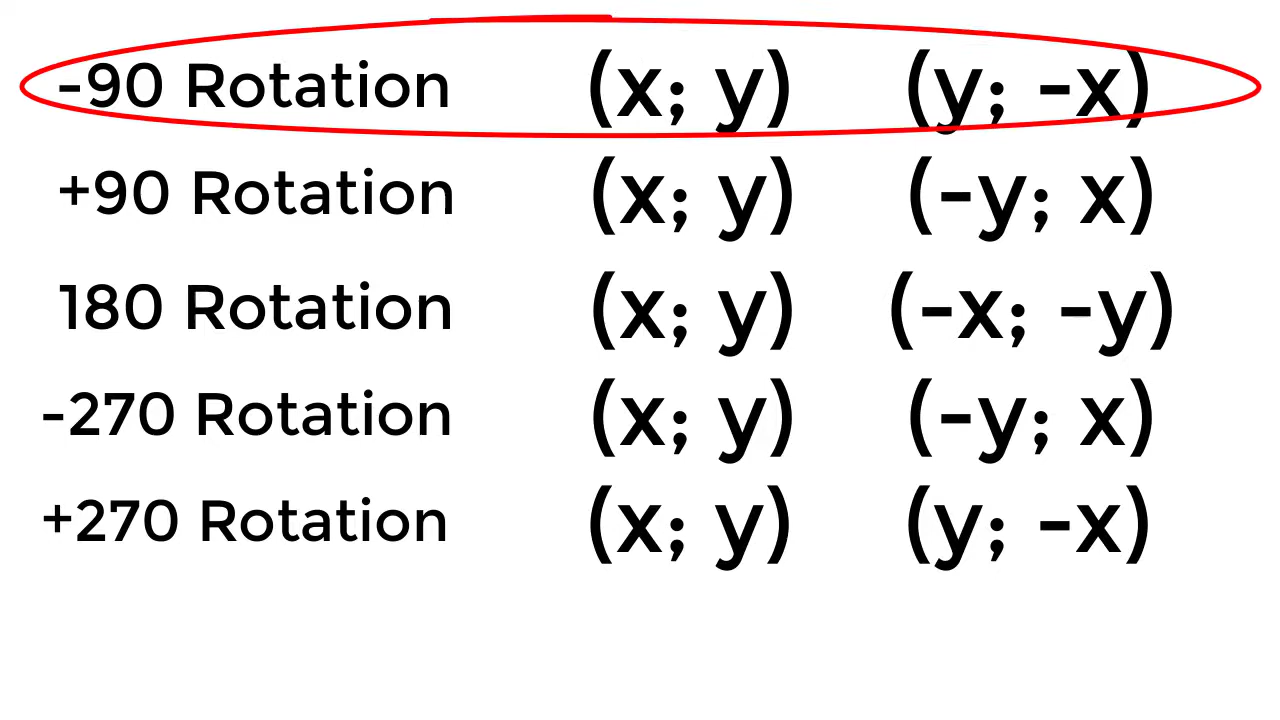 -90 Rotation (x; y) (y; -x)
+90 Rotation (x; y) (-y; x)
180 Rotation (x; y) (-x; -y)
-270 Rotation (x; y) (-y; x)
+270 Rotation (x; y) (y; -x)